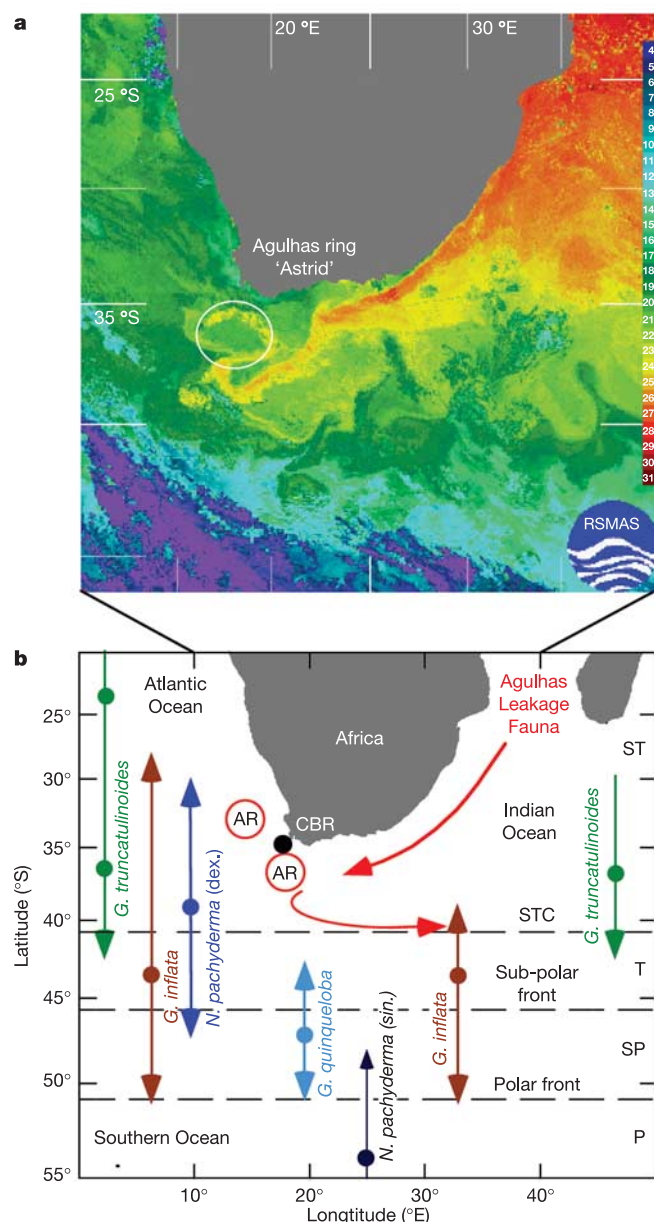 a
20 °E
30 °E
25 °S
35 °S
Agulhas ring
‘Astrid’
4
5
6
7
8
9
10
11
12
13
14
15
16
17
18
19
20
21
22
23
24
25
26
27
28
29
30
31
RSMAS
b
Atlantic
Ocean
Africa
Agulhas
Leakage
Fauna
ST
Indian
Ocean
AR
CBR
AR
STC
T
Sub-polar
front
SP
Polar front
P
Southern Ocean
G. truncatulinoides
G. inflata
N. pachyderma (dex.)
G. quinqueloba
N. pachyderma (sin.)
G. inflata
G. truncatulinoides
25°
30°
35°
40°
45°
50°
55°
Latitude (°S)
10°
20°
30°
40°
Longtitude (°E)